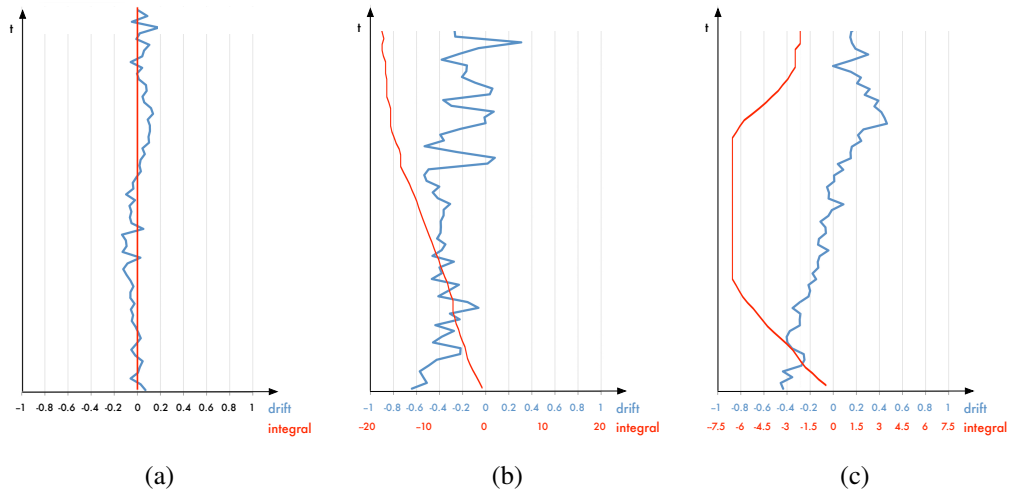 t
-1 -0.8 -0.6 -0.4 -0.2 0 0.2 0.4 0.6 0.8 1 drift
integral
(a)
t
-1 -0.8 -0.6 -0.4 -0.2 0 0.2 0.4 0.6 0.8 1 drift
-20 -10 0 10 20 integral
(b)
t
-1 -0.8 -0.6 -0.4 -0.2 0 0.2 0.4 0.6 0.8 1 drift
-7.5 -6 -4.5 -3 -1.5 0 1.5 3 4.5 6 7.5 integral
(c)